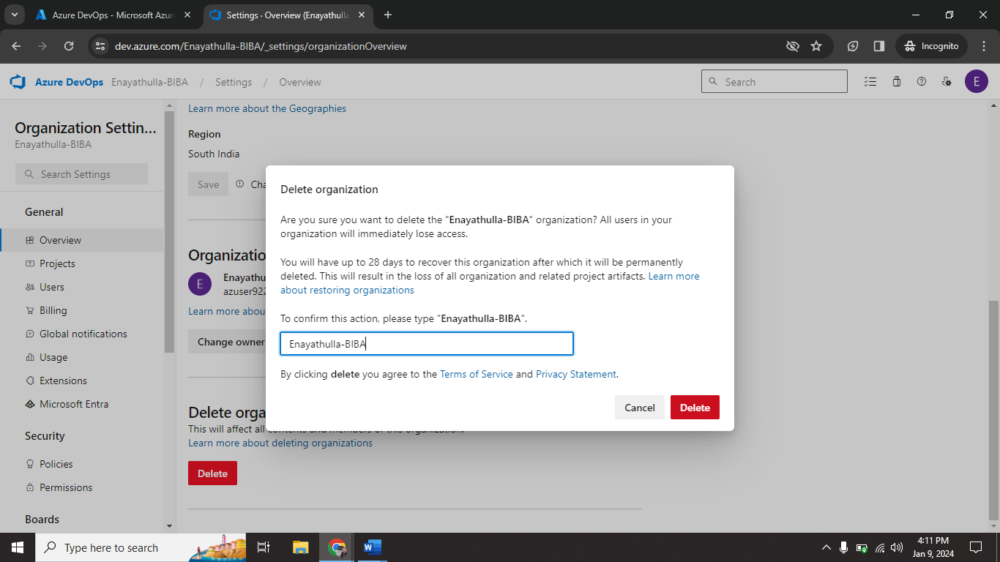 Azure DevOps - Microsoft Azure
Settings · Overview (Enayathulla
dev.azure.com/Enayathulla-BIBA/_settings/organizationOverview
Incognito
Azure DevOps Enayathulla-BIBA / Settings / Overview
Search
E
Organization Settin...
Enayathulla-BIBA
Search Settings
General
Overview
Projects
Users
Billing
Global notifications
Usage
Extensions
Microsoft Entra
Security
Policies
Permissions
Boards
Learn more about the Geographies
Region
South India
Save
Cha
Organizatio
E
Enayathu
azuser922
Learn more abou
Change owner
Delete orga
This will affect all contents and members of this organization.
Learn more about deleting organizations
Delete
Delete organization
Are you sure you want to delete the "Enayathulla-BIBA" organization? All users in your
organization will immediately lose access.
You will have up to 28 days to recover this organization after which it will be permanently
deleted. This will result in the loss of all organization and related project artifacts. Learn more
about restoring organizations
To confirm this action, please type "Enayathulla-BIBA".
Enayathulla-BIBA
By clicking delete you agree to the Terms of Service and Privacy Statement.
Cancel
Delete
Type here to search
4:11 PM
Jan 9, 2024